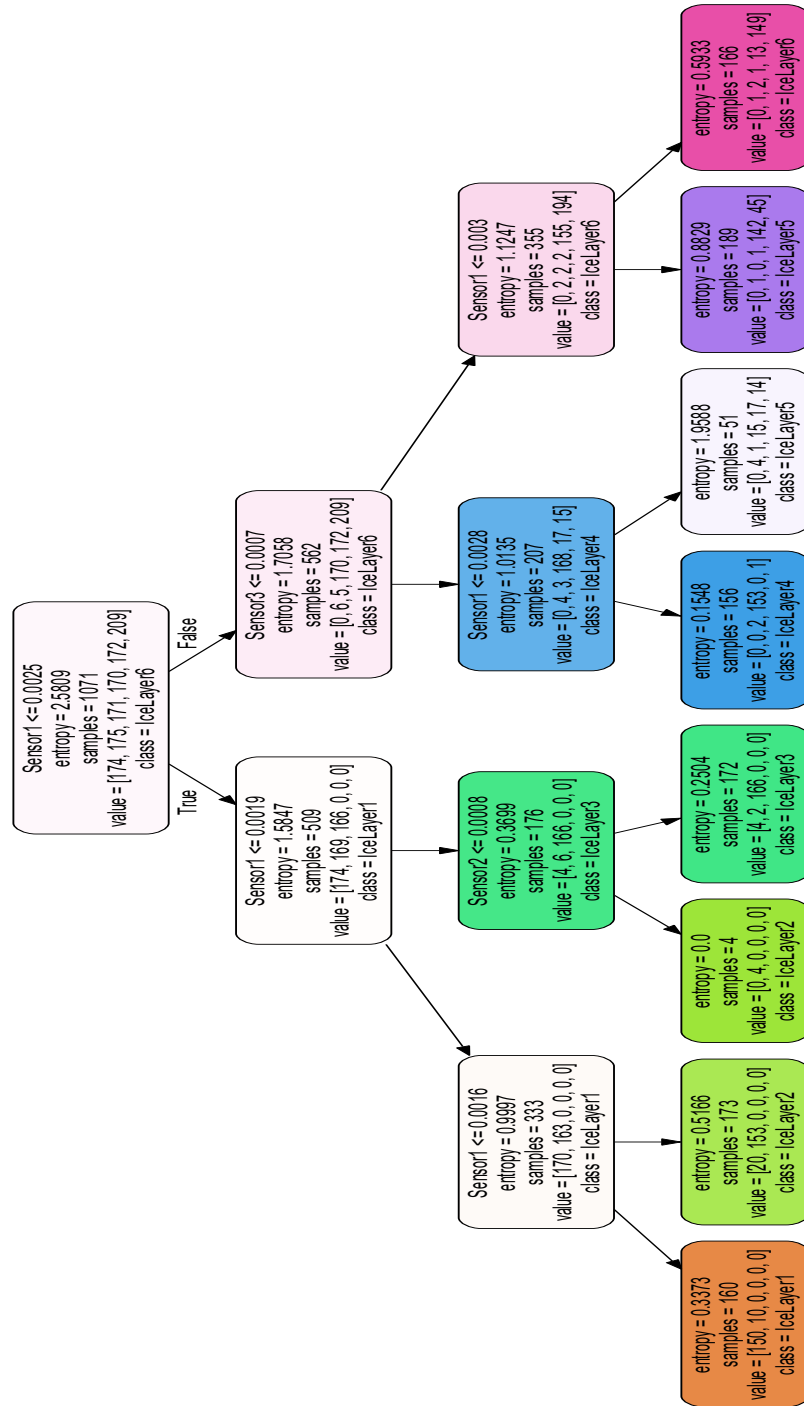 Sensor1 <= 0.0025
entropy = 2.5809
samples = 1071
value = [174, 175, 171, 170, 172, 209]
class = IceLayer6
True
False
Sensor1 <= 0.0019
entropy = 1.5847
samples = 509
value = [174, 169, 166, 0, 0, 0]
class = IceLayer1
Sensor3 <= 0.0007
entropy = 1.7058
samples = 562
value = [0, 6, 5, 170, 172, 209]
class = IceLayer6
Sensor1 <= 0.0016
entropy = 0.9997
samples = 333
value = [170, 163, 0, 0, 0, 0]
class = IceLayer1
Sensor2 <= 0.0008
entropy = 0.3699
samples = 176
value = [4, 6, 166, 0, 0, 0]
class = IceLayer3
Sensor1 <= 0.0028
entropy = 1.0135
samples = 207
value = [0, 4, 3, 168, 17, 15]
class = IceLayer4
Sensor1 <= 0.003
entropy = 1.1247
samples = 355
value = [0, 2, 2, 2, 155, 194]
class = IceLayer6
entropy = 0.3373
samples = 160
value = [150, 10, 0, 0, 0, 0]
class = IceLayer1
entropy = 0.5166
samples = 173
value = [20, 153, 0, 0, 0, 0]
class = IceLayer2
entropy = 0.0
samples = 4
value = [0, 4, 0, 0, 0, 0]
class = IceLayer2
entropy = 0.2504
samples = 172
value = [4, 2, 166, 0, 0, 0]
class = IceLayer3
entropy = 0.1548
samples = 156
value = [0, 0, 2, 153, 0, 1]
class = IceLayer4
entropy = 1.9588
samples = 51
value = [0, 4, 1, 15, 17, 14]
class = IceLayer5
entropy = 0.8829
samples = 189
value = [0, 1, 0, 1, 142, 45]
class = IceLayer5
entropy = 0.5933
samples = 166
value = [0, 1, 2, 1, 13, 149]
class = IceLayer6